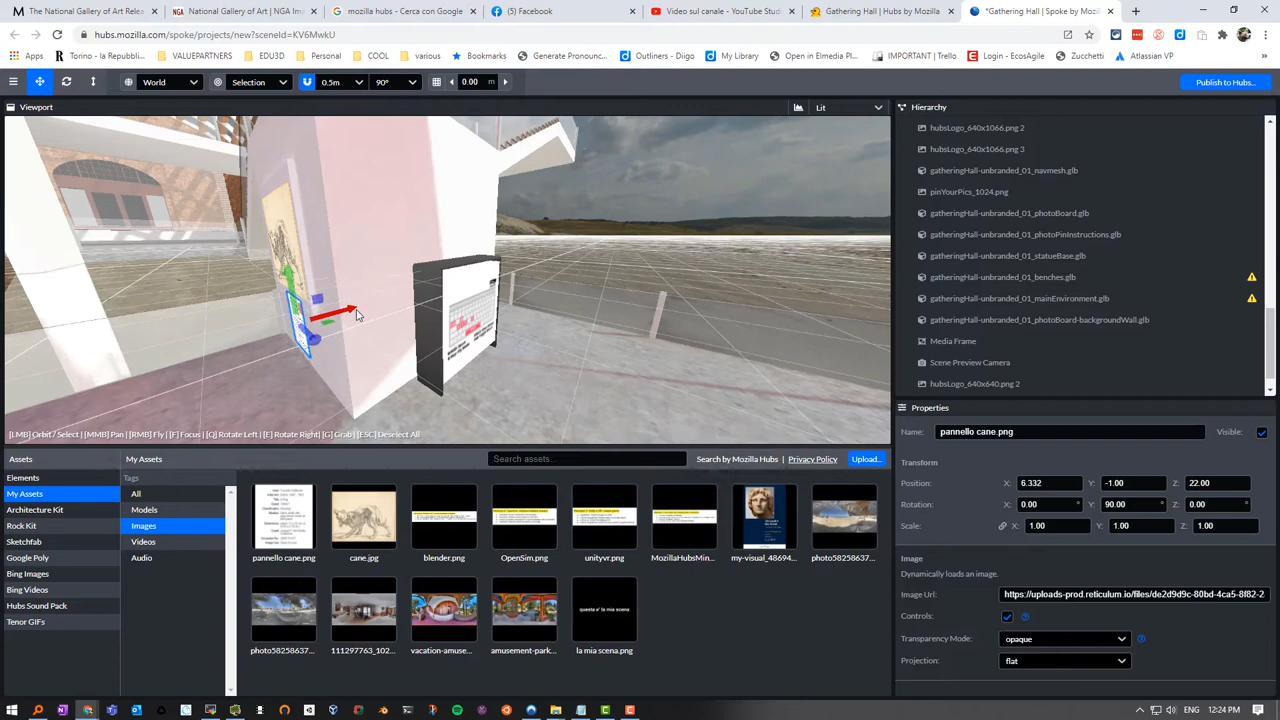 The National Gallery of Art Relea
National Gallery of Art | NGA Imag
mozilla hubs - Cerca con Google
(5) Facebook
Video sul canale - YouTube Studio
Gathering Hall | Hubs by Mozilla
*Gathering Hall | Spoke by Mozilla
hubs.mozilla.com/spoke/projects/new?sceneId=KV6MwkU
Apps
Torino - la Repubbli...
VALUEPARTNERS
PERSONAL
COOL
various
Bookmarks
Generate Pronounc...
Outliners - Diigo
My Library
Open in Elmedia Pl...
IMPORTANT | Trello
Login - EcosAgile
Zucchetti
Atlassian VP
World
Selection
0.5m
90°
0.00 m
Publish to Hubs...
Viewport
Lit
Hierarchy
hubsLogo_640x1066.png 2
hubsLogo_640x1066.png 3
gatheringHall-unbranded_01_navmesh.glb
pinYourPics_1024.png
gatheringHall-unbranded_01_photoBoard.glb
gatheringHall-unbranded_01_photoPinInstructions.glb
gatheringHall-unbranded_01_statueBase.glb
gatheringHall-unbranded_01_benches.glb
gatheringHall-unbranded_01_mainEnvironment.glb
gatheringHall-unbranded_01_photoBoard-backgroundWall.glb
Media Frame
Scene Preview Camera
hubsLogo_640x640.png 2
[LMB] Orbit / Select | [MMB] Pan | [RMB] Fly | [F] Focus | [Q] Rotate Left | [E] Rotate Right | [G] Grab | [ESC] Deselect All
Properties
Name: pannello cane.png
Visible:
Transform
Position: X: 6.332 Y: -1.00 Z: 22.00
Rotation: X: 0.00 Y: 90.00 Z: 0.00
Scale: X: 1.00 Y: 1.00 Z: 1.00
Image
Dynamically loads an image.
Image Url: https://uploads-prod.reticulum.io/files/de2d9d9c-80bd-4ca5-8f82-2
Controls:
Transparency Mode: opaque
Projection: flat
Assets
My Assets
Search assets...
Search by Mozilla Hubs | Privacy Policy
Upload...
Elements
My Assets
Architecture Kit
Rock Kit
Sketchfab
Google Poly
Bing Images
Bing Videos
Hubs Sound Pack
Tenor GIFs
Tags
All
Models
Images
Videos
Audio
pannello cane.png
cane.jpg
blender.png
OpenSim.png
unityvr.png
MozillaHubsMin...
my-visual_48694...
photo58258637...
questa e' la mia scena
photo58258637...
111297763_102...
vacation-amuse...
amusement-park...
la mia scena.png
ENG
12:24 PM